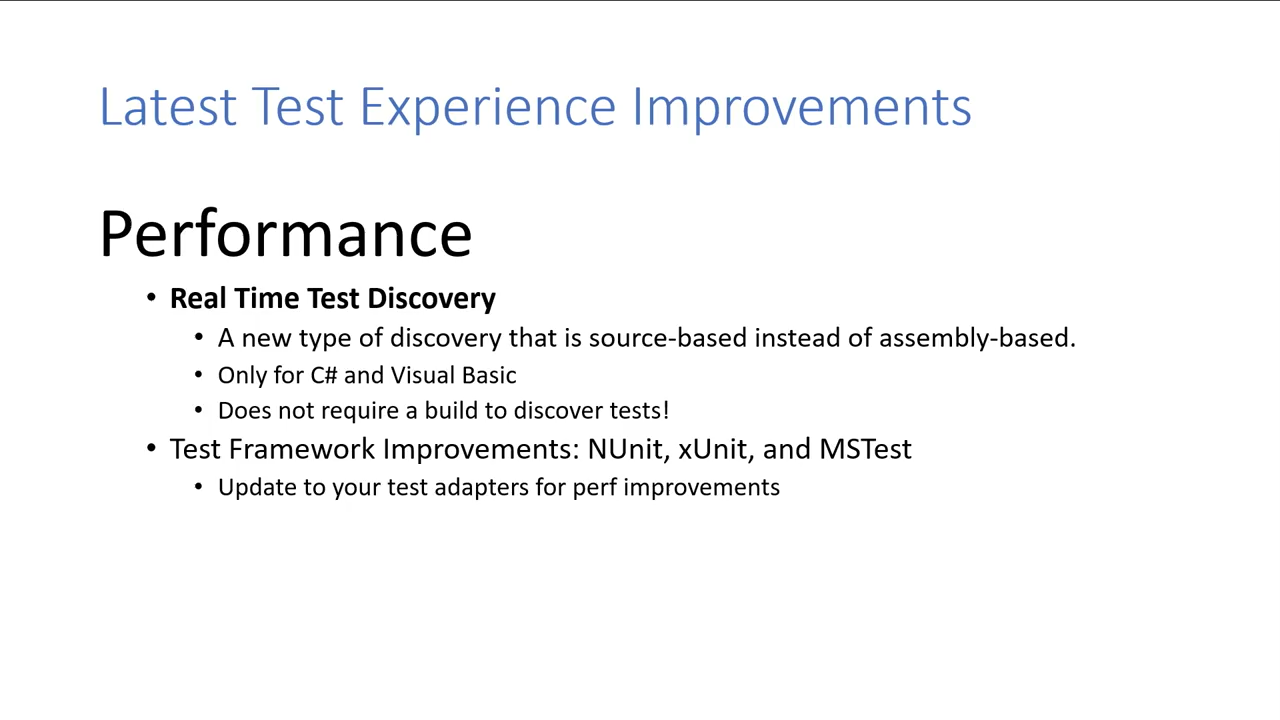 Latest Test Experience Improvements
Performance
• Real Time Test Discovery
• A new type of discovery that is source-based instead of assembly-based.
• Only for C# and Visual Basic
• Does not require a build to discover tests!
• Test Framework Improvements: NUnit, xUnit, and MSTest
• Update to your test adapters for perf improvements